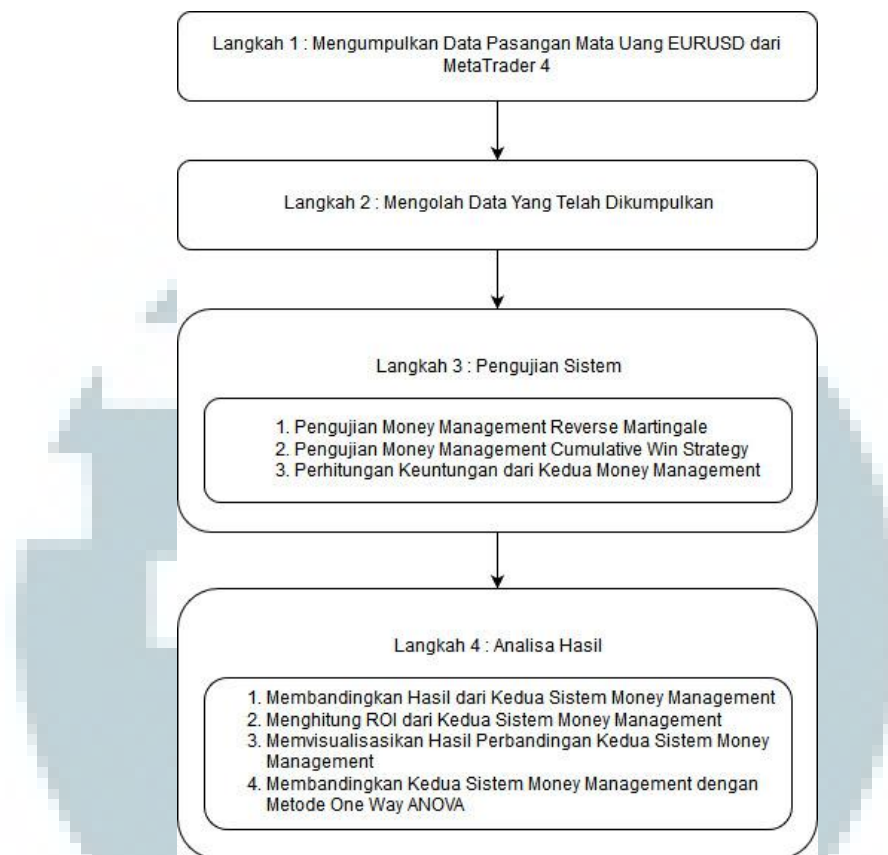 Langkah 1 : Mengumpulkan Data Pasangan Mata Uang EURUSD dari
MetaTrader 4
Langkah 2 : Mengolah Data Yang Telah Dikumpulkan
Langkah 3 : Pengujian Sistem
1. Pengujian Money Management Reverse Martingale
2. Pengujian Money Management Cumulative Win Strategy
3. Perhitungan Keuntungan dari Kedua Money Management
Langkah 4 : Analisa Hasil
1. Membandingkan Hasil dari Kedua Sistem Money Management
2. Menghitung ROI dari Kedua Sistem Money Management
3. Memvisualisasikan Hasil Perbandingan Kedua Sistem Money
Management
4. Membandingkan Kedua Sistem Money Management dengan
Metode One Way ANOVA